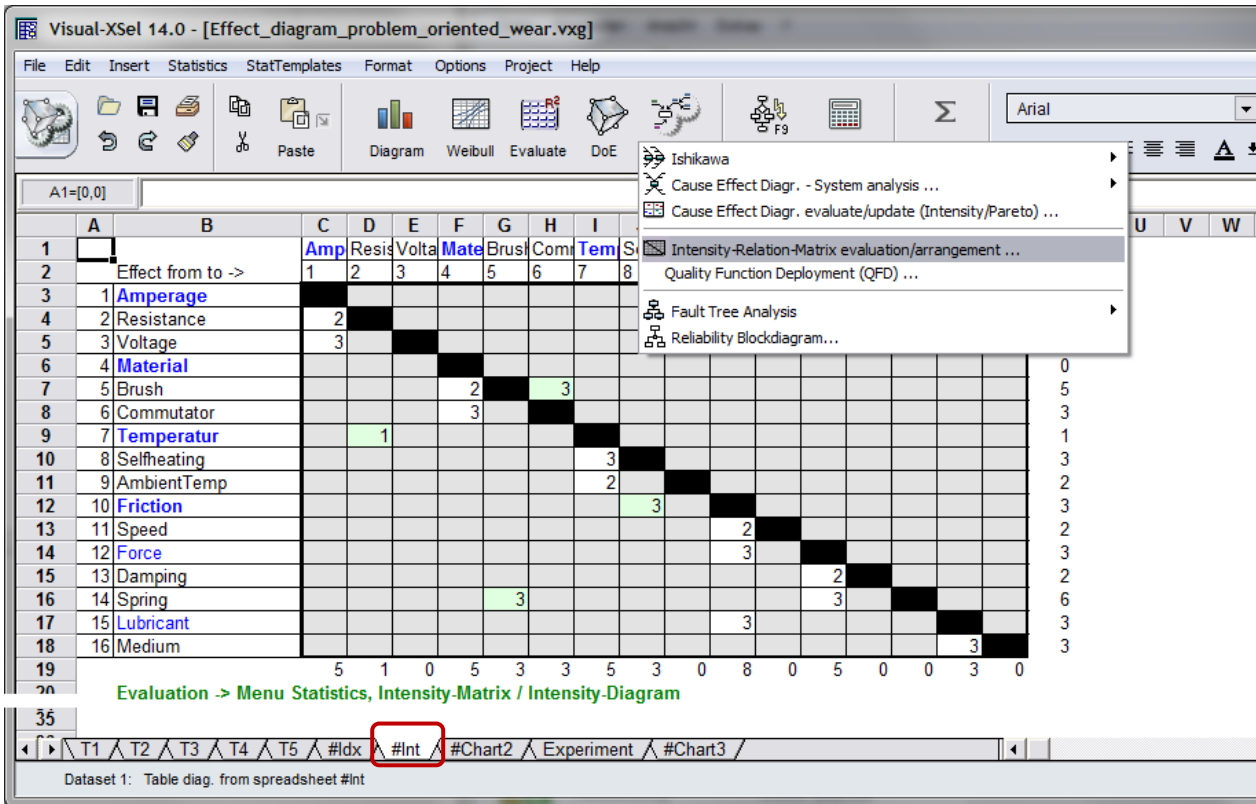 Visual-XSel 14.0 - [Effect_diagram_problem_oriented_wear.vxg]
File Edit Insert Statistics StatTemplates Format Options Project Help
R²
F9
Σ
Arial
Paste Diagram Weibull Evaluate DoE
A
Ishikawa
Cause Effect Diagr. - System analysis ...
Cause Effect Diagr. evaluate/update (Intensity/Pareto) ...
Intensity-Relation-Matrix evaluation/arrangement ...
Quality Function Deployment (QFD) ...
Fault Tree Analysis
Reliability Blockdiagram...
A1=[0,0]
A B C D E F G H I U V W
1 Amp Resis Volta Mate Brush Comm Tem S
2 Effect from to -> 1 2 3 4 5 6 7 8
3 1 Amperage
4 2 Resistance 2
5 3 Voltage 3
6 4 Material 0
7 5 Brush 2 3 5
8 6 Commutator 3 3
9 7 Temperatur 1 1
10 8 Selfheating 3 3
11 9 AmbientTemp 2 2
12 10 Friction 3 3
13 11 Speed 2 2
14 12 Force 3 3
15 13 Damping 2 2
16 14 Spring 3 3 6
17 15 Lubricant 3 3
18 16 Medium 3 3
19 5 1 0 5 3 3 5 3 0 8 0 5 0 0 3 0
20 Evaluation -> Menu Statistics, Intensity-Matrix / Intensity-Diagram
35
T1 T2 T3 T4 T5 #Idx #Int #Chart2 Experiment #Chart3
Dataset 1: Table diag. from spreadsheet #Int